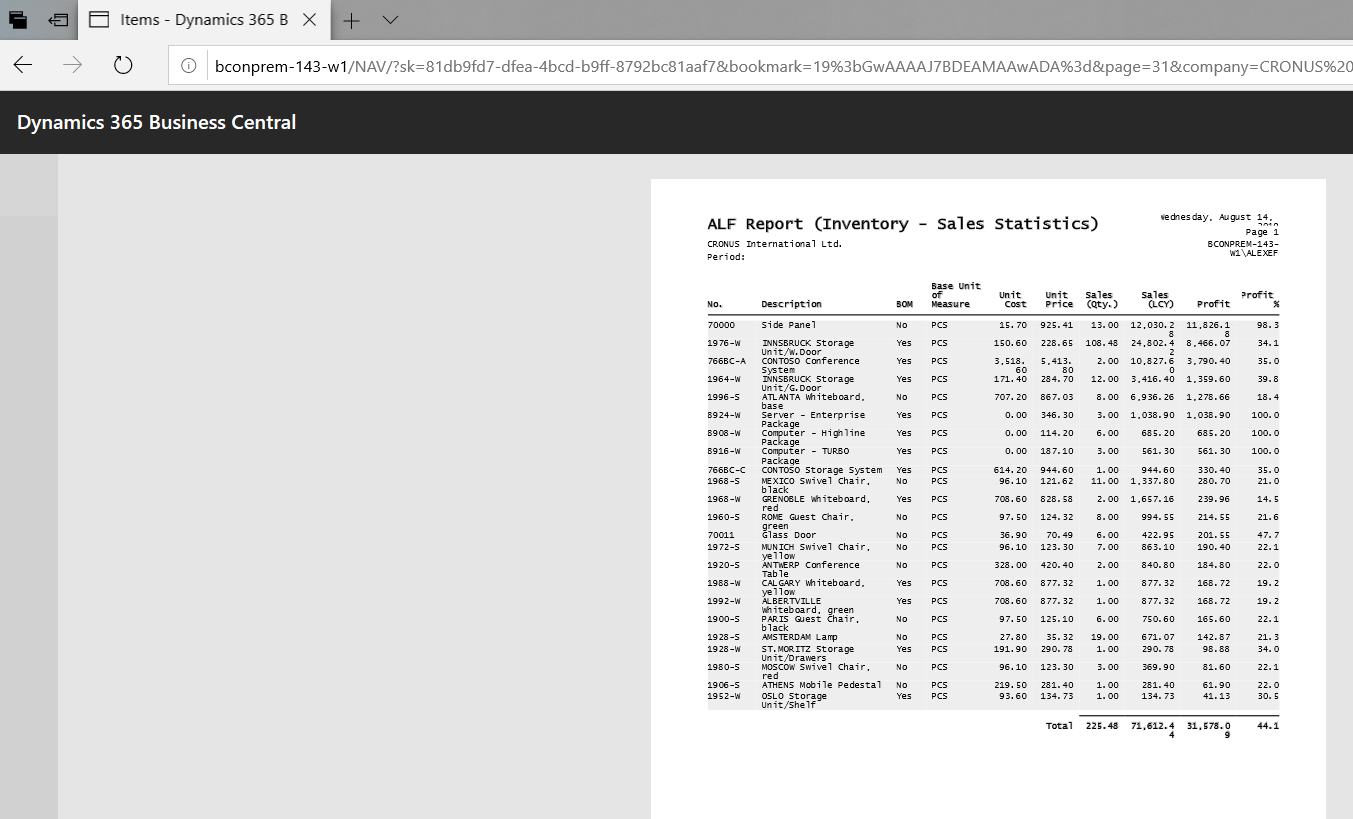 Items - Dynamics 365 B
bconprem-143-w1/NAV/?sk=81db9fd7-dfea-4bcd-b9ff-8792bc81aaf7&bookmark=19%3bGwAAAAJ7BDEAMAAwADA%3d&page=31&company=CRONUS%20
Dynamics 365 Business Central
ALF Report (Inventory - Sales Statistics) Wednesday, August 14,
Page 1
CRONUS International Ltd. BCONPREM-143-
Period: W1\ALEXEF
Base Unit
of Unit Unit Sales Sales Profit
No. Description BOM Measure Cost Price (Qty.) (LCY) Profit %
70000 Side Panel No PCS 15.70 925.41 13.00 12,030.2 11,826.1 98.3
8 8
1976-W INNSBRUCK Storage Yes PCS 150.60 228.65 108.48 24,802.4 8,466.07 34.1
Unit/W.Door 2
766BC-A CONTOSO Conference Yes PCS 3,518. 5,413. 2.00 10,827.6 3,790.40 35.0
System 60 80 0
1964-W INNSBRUCK Storage Yes PCS 171.40 284.70 12.00 3,416.40 1,359.60 39.8
Unit/G.Door
1996-S ATLANTA Whiteboard, No PCS 707.20 867.03 8.00 6,936.26 1,278.66 18.4
base
8924-W Server - Enterprise Yes PCS 0.00 346.30 3.00 1,038.90 1,038.90 100.0
Package
8908-W Computer - Highline Yes PCS 0.00 114.20 6.00 685.20 685.20 100.0
Package
8916-W Computer - TURBO Yes PCS 0.00 187.10 3.00 561.30 561.30 100.0
Package
766BC-C CONTOSO Storage System Yes PCS 614.20 944.60 1.00 944.60 330.40 35.0
1968-S MEXICO Swivel Chair, No PCS 96.10 121.62 11.00 1,337.80 280.70 21.0
black
1968-W GRENOBLE Whiteboard, Yes PCS 708.60 828.58 2.00 1,657.16 239.96 14.5
red
1960-S ROME Guest Chair, No PCS 97.50 124.32 8.00 994.55 214.55 21.6
green
70011 Glass Door No PCS 36.90 70.49 6.00 422.95 201.55 47.7
1972-S MUNICH Swivel Chair, No PCS 96.10 123.30 7.00 863.10 190.40 22.1
yellow
1920-S ANTWERP Conference No PCS 328.00 420.40 2.00 840.80 184.80 22.0
Table
1988-W CALGARY Whiteboard, Yes PCS 708.60 877.32 1.00 877.32 168.72 19.2
yellow
1992-W ALBERTVILLE Yes PCS 708.60 877.32 1.00 877.32 168.72 19.2
Whiteboard, green
1900-S PARIS Guest Chair, No PCS 97.50 125.10 6.00 750.60 165.60 22.1
black
1928-S AMSTERDAM Lamp No PCS 27.80 35.32 19.00 671.07 142.87 21.3
1928-W ST.MORITZ Storage Yes PCS 191.90 290.78 1.00 290.78 98.88 34.0
Unit/Drawers
1980-S MOSCOW Swivel Chair, No PCS 96.10 123.30 3.00 369.90 81.60 22.1
red
1906-S ATHENS Mobile Pedestal No PCS 219.50 281.40 1.00 281.40 61.90 22.0
1952-W OSLO Storage Yes PCS 93.60 134.73 1.00 134.73 41.13 30.5
Unit/Shelf
Total 225.48 71,612.4 31,578.0 44.1
4 9